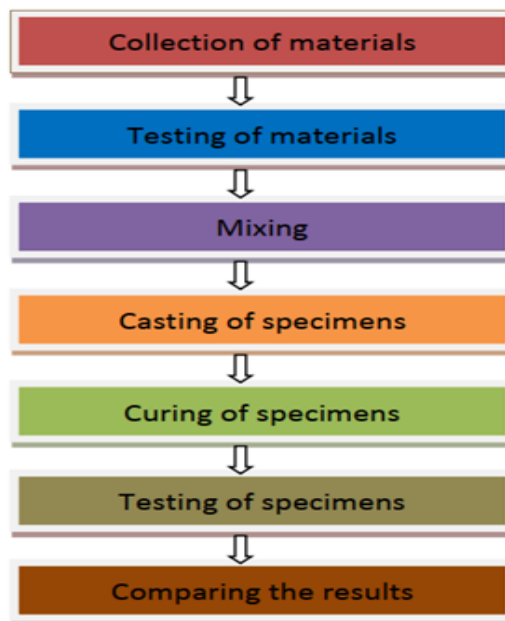 Collection of materials
Testing of materials
Mixing
Casting of specimens
Curing of specimens
Testing of specimens
Comparing the results